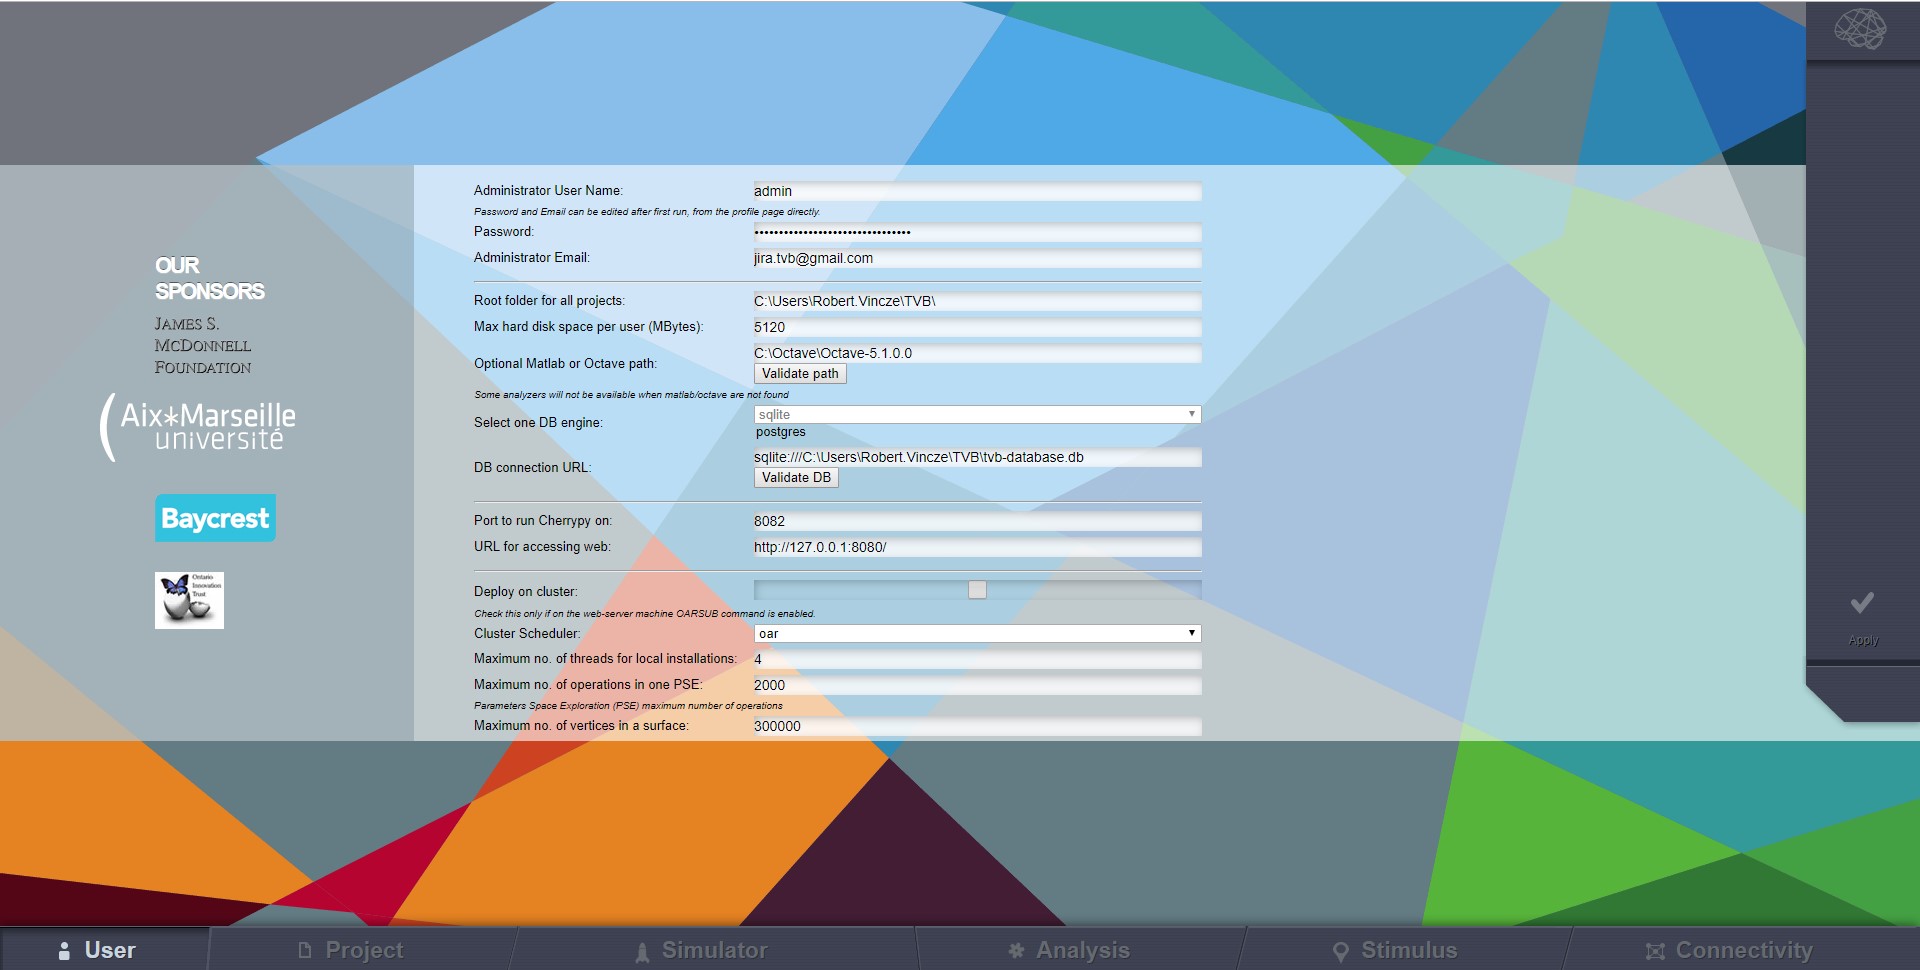 OUR
SPONSORS
JAMES S.
MCDONNELL
FOUNDATION
(Aix*Marseille
université
Baycrest
Ontario
Innovation
Trust
Administrator User Name: admin
Password and Email can be edited after first run, from the profile page directly.
Password: ••••••••••••••••••••••••••••••••
Administrator Email: jira.tvb@gmail.com
Root folder for all projects: C:\Users\Robert.Vincze\TVB\
Max hard disk space per user (MBytes): 5120
Optional Matlab or Octave path: C:\Octave\Octave-5.1.0.0
Validate path
Some analyzers will not be available when matlab/octave are not found
Select one DB engine: sqlite
postgres
DB connection URL: sqlite:///C:\Users\Robert.Vincze\TVB\tvb-database.db
Validate DB
Port to run Cherrypy on: 8082
URL for accessing web: http://127.0.0.1:8080/
Deploy on cluster:
Check this only if on the web-server machine OARSUB command is enabled.
Cluster Scheduler: oar
Maximum no. of threads for local installations: 4
Maximum no. of operations in one PSE: 2000
Parameters Space Exploration (PSE) maximum number of operations
Maximum no. of vertices in a surface: 300000
Apply
User Project Simulator Analysis Stimulus Connectivity